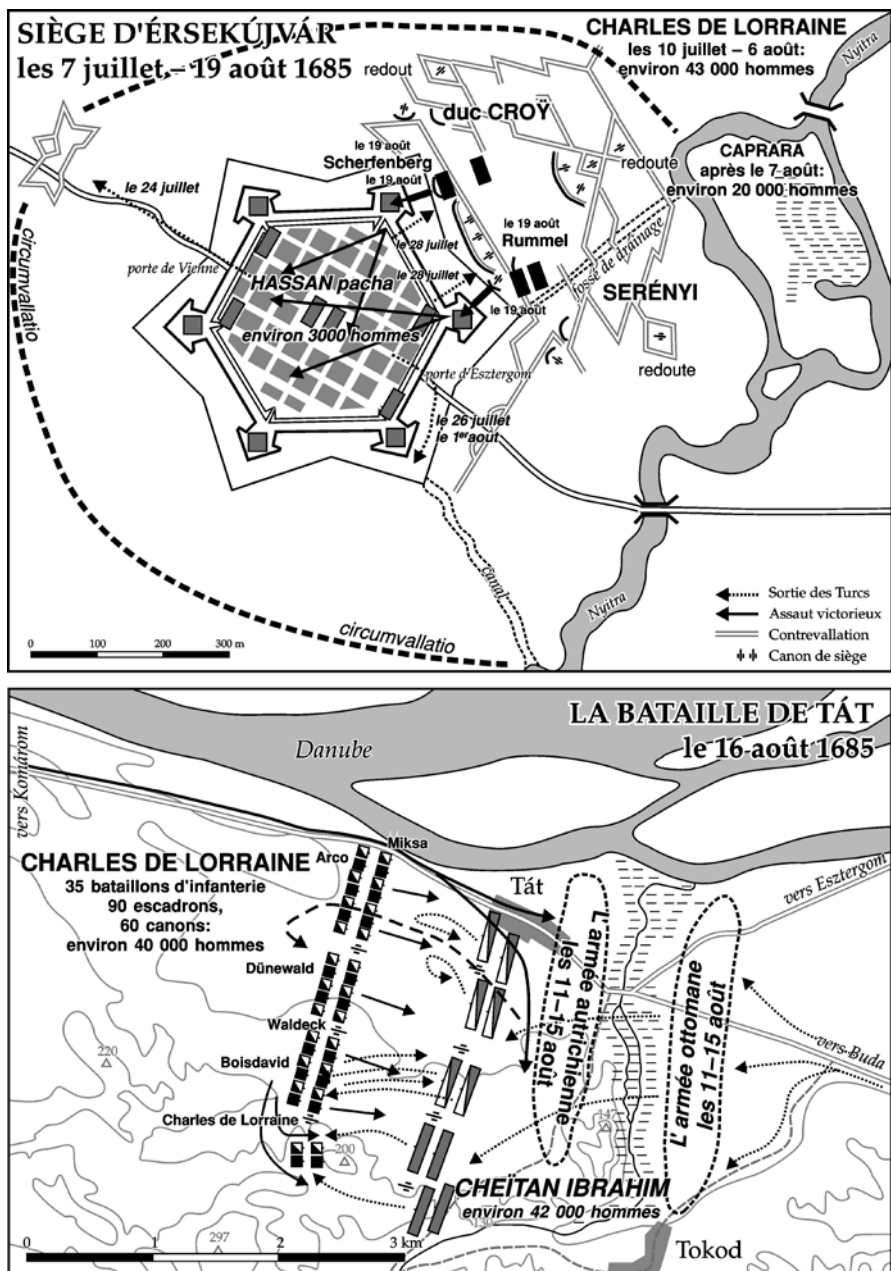 SIÈGE D'ÉRSEKÚJVÁR
les 7 juillet – 19 août 1685
CHARLES DE LORRAINE
les 10 juillet – 6 août:
environ 43 000 hommes
Nyitra
redout
duc CROŸ
redoute
CAPRARA
après le 7 août:
environ 20 000 hommes
le 19 août
Scherfenberg
le 19 août
le 24 juillet
le 19 août
Rummel
le 28 juillet
le 28 juillet
fossé de drainage
circumvallatio
porte de Vienne
HASSAN pacha
le 19 août
SERÉNYI
environ 3000 hommes
redoute
porte d'Esztergom
le 26 juillet
le 1er août
canal
Nyitra
circumvallatio
Sortie des Turcs
Assaut victorieux
Contrevallation
Canon de siège
0 100 200 300 m
LA BATAILLE DE TÁT
le 16 août 1685
Danube
vers Komárom
Miksa
Arco
CHARLES DE LORRAINE
35 bataillons d'infanterie
90 escadrons,
60 canons:
environ 40 000 hommes
Tát
vers Esztergom
L'armée autrichienne
les 11–15 août
L'armée ottomane
les 11–15 août
Dünewald
Waldeck
vers Buda
220
Boisdavid
Charles de Lorraine
147
200
CHEITAN IBRAHIM
environ 42 000 hommes
130
297
Tokod
0 1 2 3 km